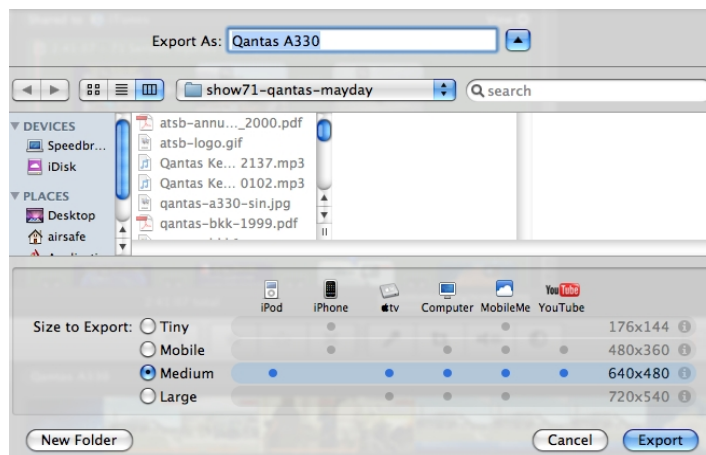 Export As: Qantas A330
show71-qantas-mayday
search
DEVICES
Speedbr...
iDisk
PLACES
Desktop
airsafe
atsb-annu..._2000.pdf
atsb-logo.gif
Qantas Ke... 2137.mp3
Qantas Ke... 0102.mp3
qantas-a330-sin.jpg
qantas-bkk-1999.pdf
iPod iPhone tv Computer MobileMe YouTube
You Tube
Size to Export: Tiny 176x144
Mobile 480x360
Medium 640x480
Large 720x540
New Folder Cancel Export